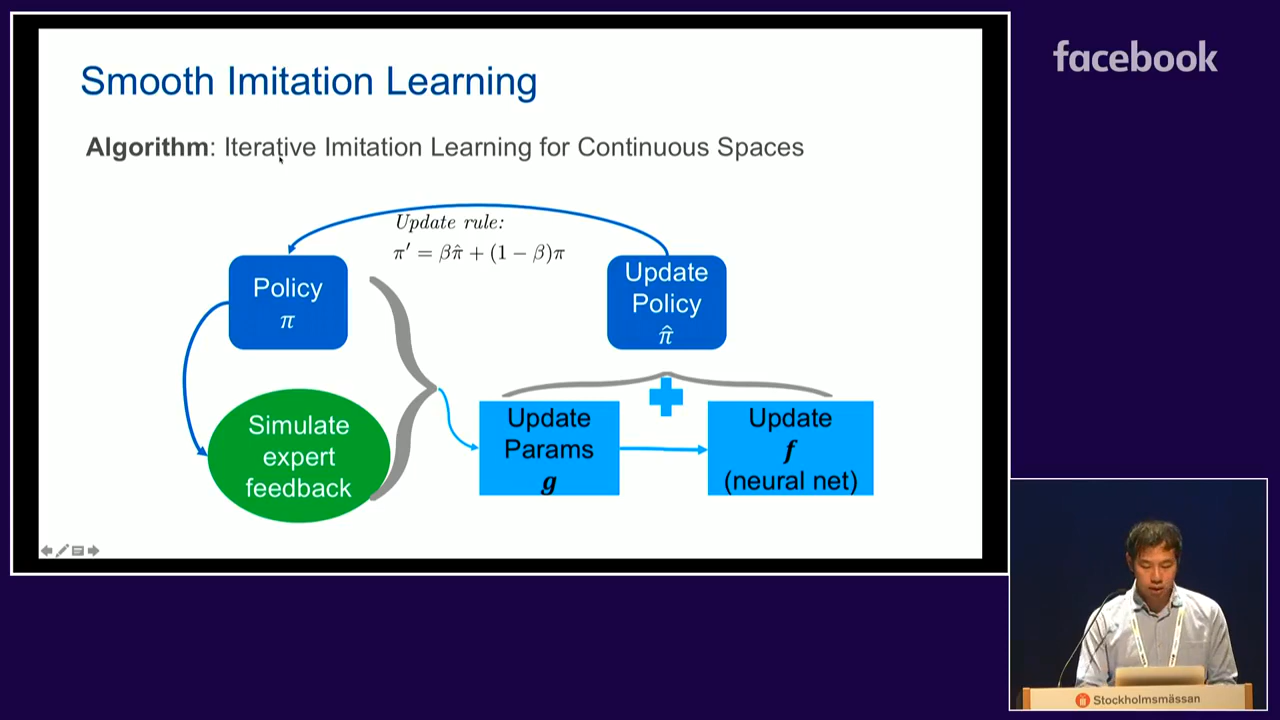 facebook
Smooth Imitation Learning
Algorithm: Iterative Imitation Learning for Continuous Spaces
Update rule:
π′ = βπ̂ + (1 − β)π
Policy
π
Update
Policy
π̂
Simulate
expert
feedback
Update
Params
g
Update
f
(neural net)
Stockholmsmässan